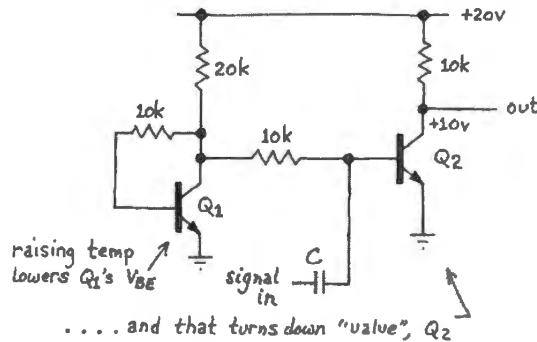 +20v
20k
10k
10k
10k
out
+10v
Q2
Q1
raising temp
lowers Q1's VBE
C
signal
in
. . . . and that turns down "value", Q2